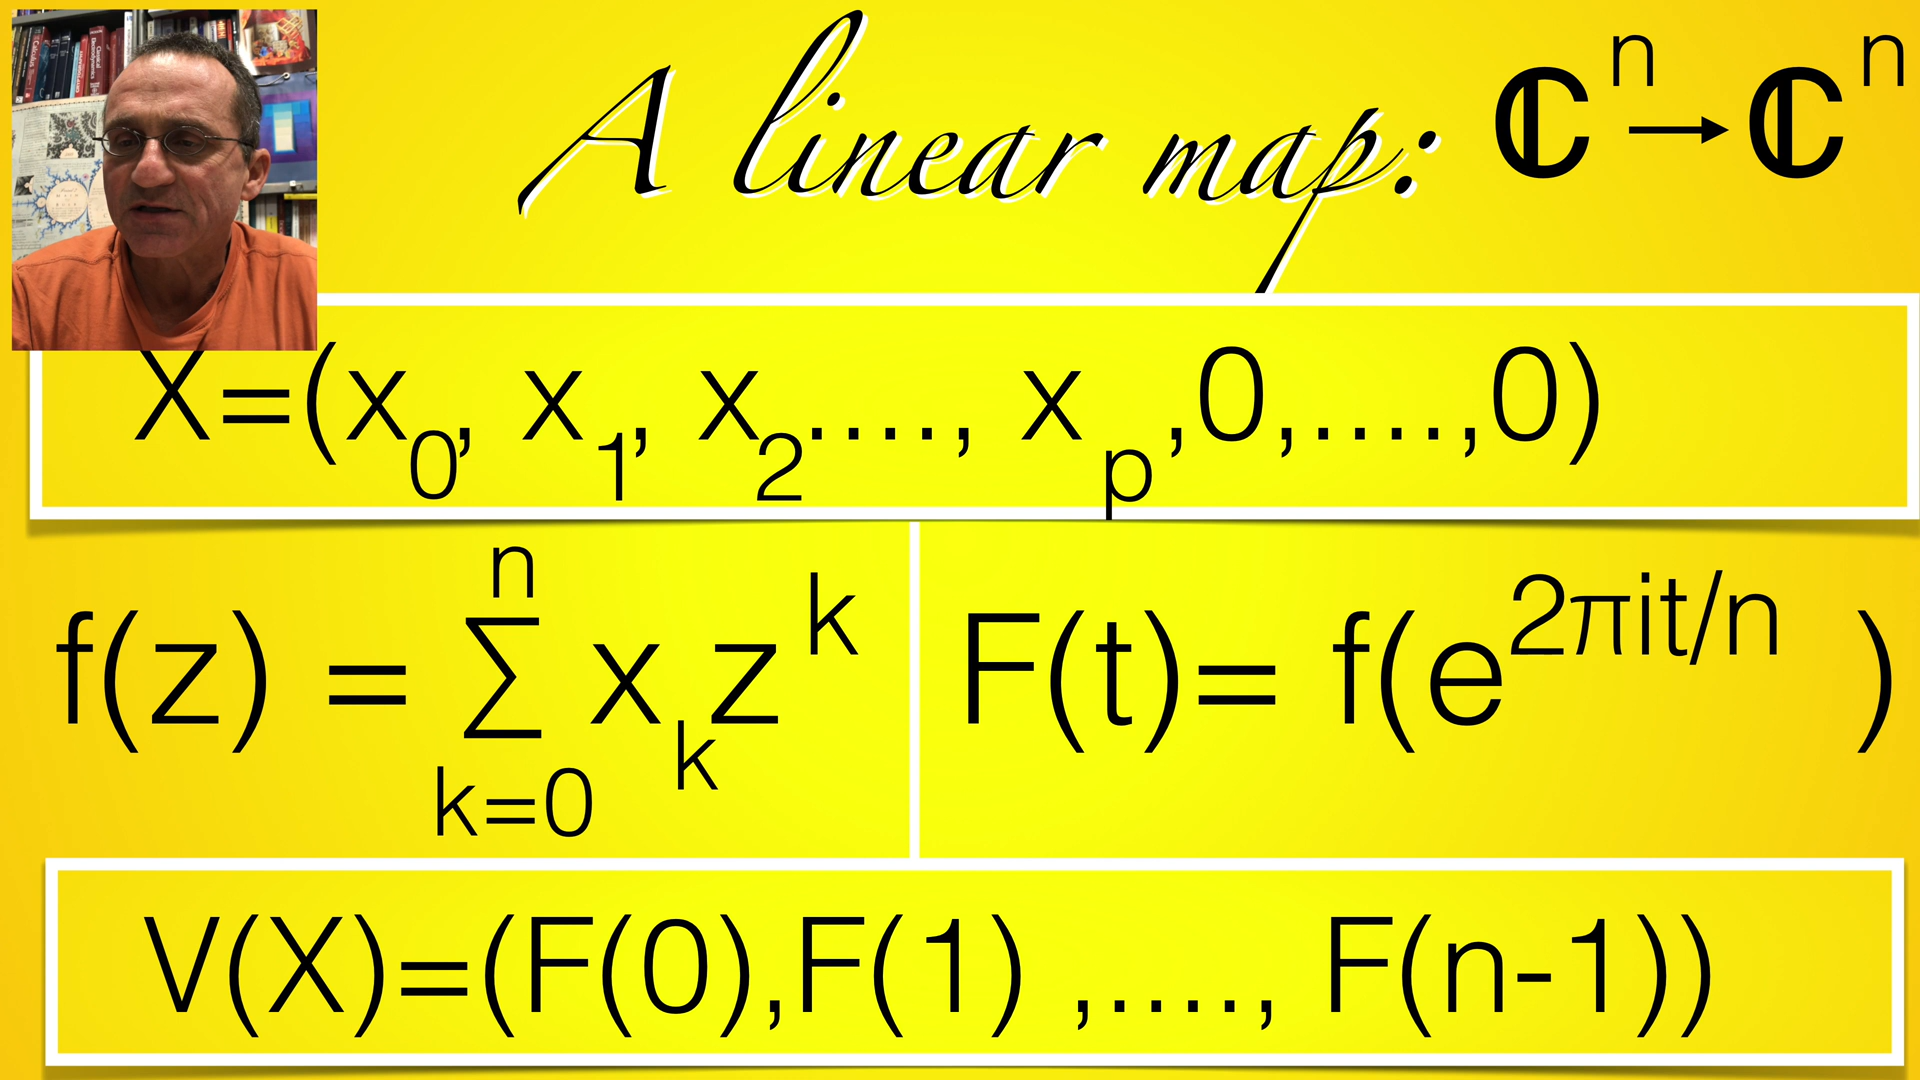 A linear map: ℂⁿ → ℂⁿ
X=(x₀, x₁, x₂...., xₚ,0,....,0)
f(z) = ∑ₖ₌₀ⁿ xₖzᵏ
F(t)= f(e^{2πit/n} )
V(X)=(F(0),F(1) ,...., F(n-1))